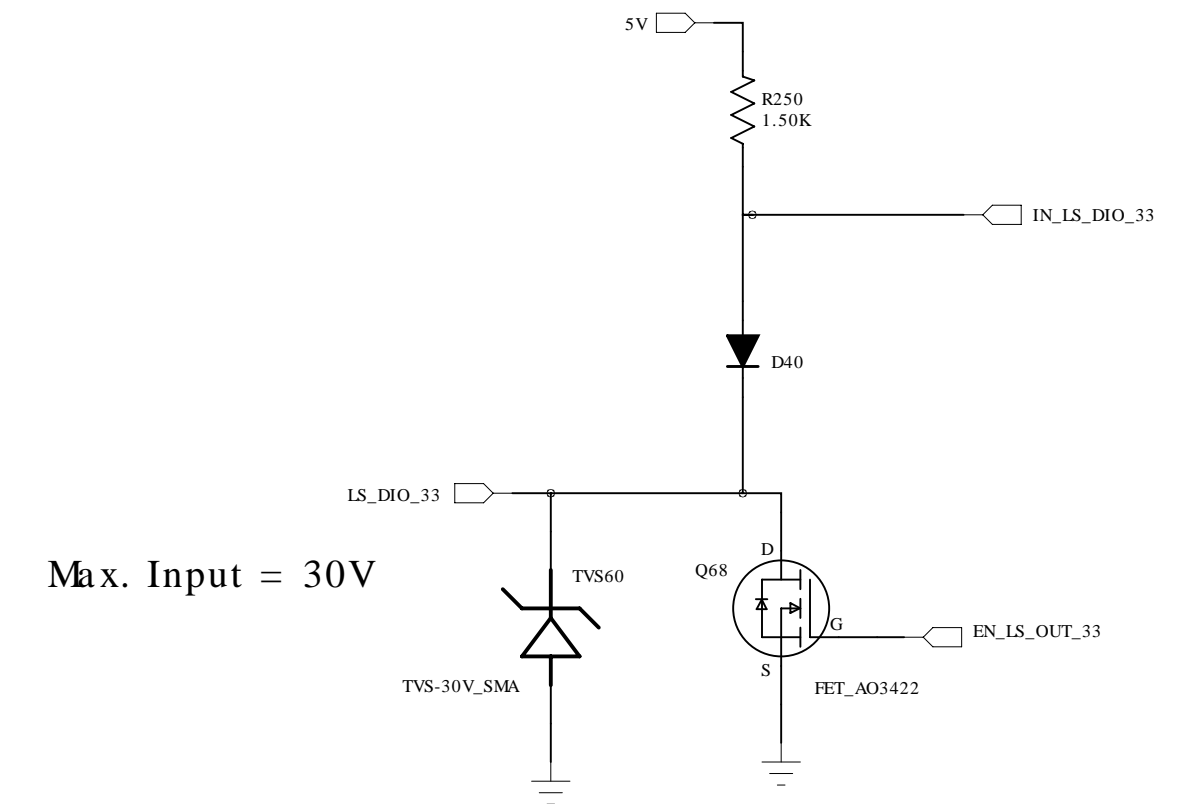 5V
R250
1.50K
IN_LS_DIO_33
D40
LS_DIO_33
D
Max. Input = 30V
TVS60
Q68
G
EN_LS_OUT_33
S
TVS-30V_SMA
FET_AO3422